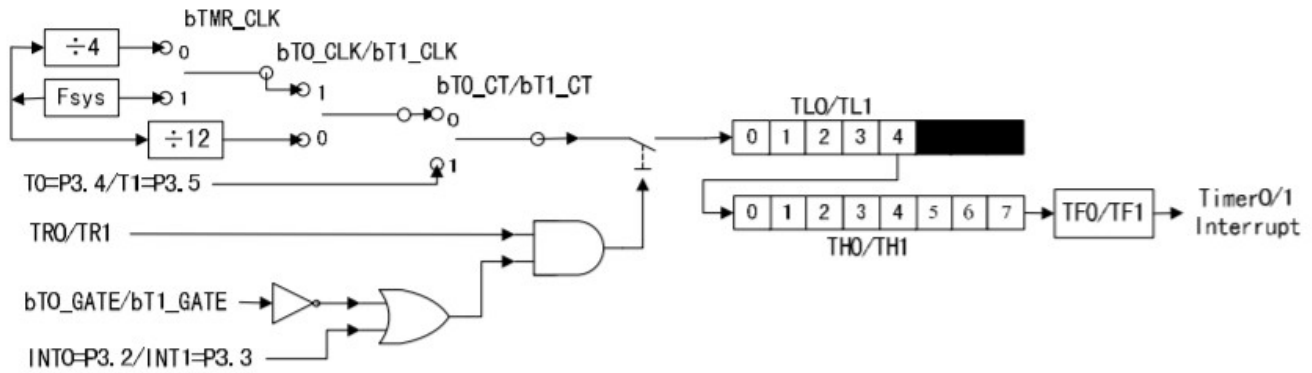 bTMR_CLK
÷4
0
bT0_CLK/bT1_CLK
Fsys
1
1
bT0_CT/bT1_CT
0
÷12
0
TL0/TL1
0 1 2 3 4
1
T0=P3.4/T1=P3.5
0 1 2 3 4 5 6 7
TF0/TF1
Timer0/1
Interrupt
TH0/TH1
TR0/TR1
bT0_GATE/bT1_GATE
INT0=P3.2/INT1=P3.3